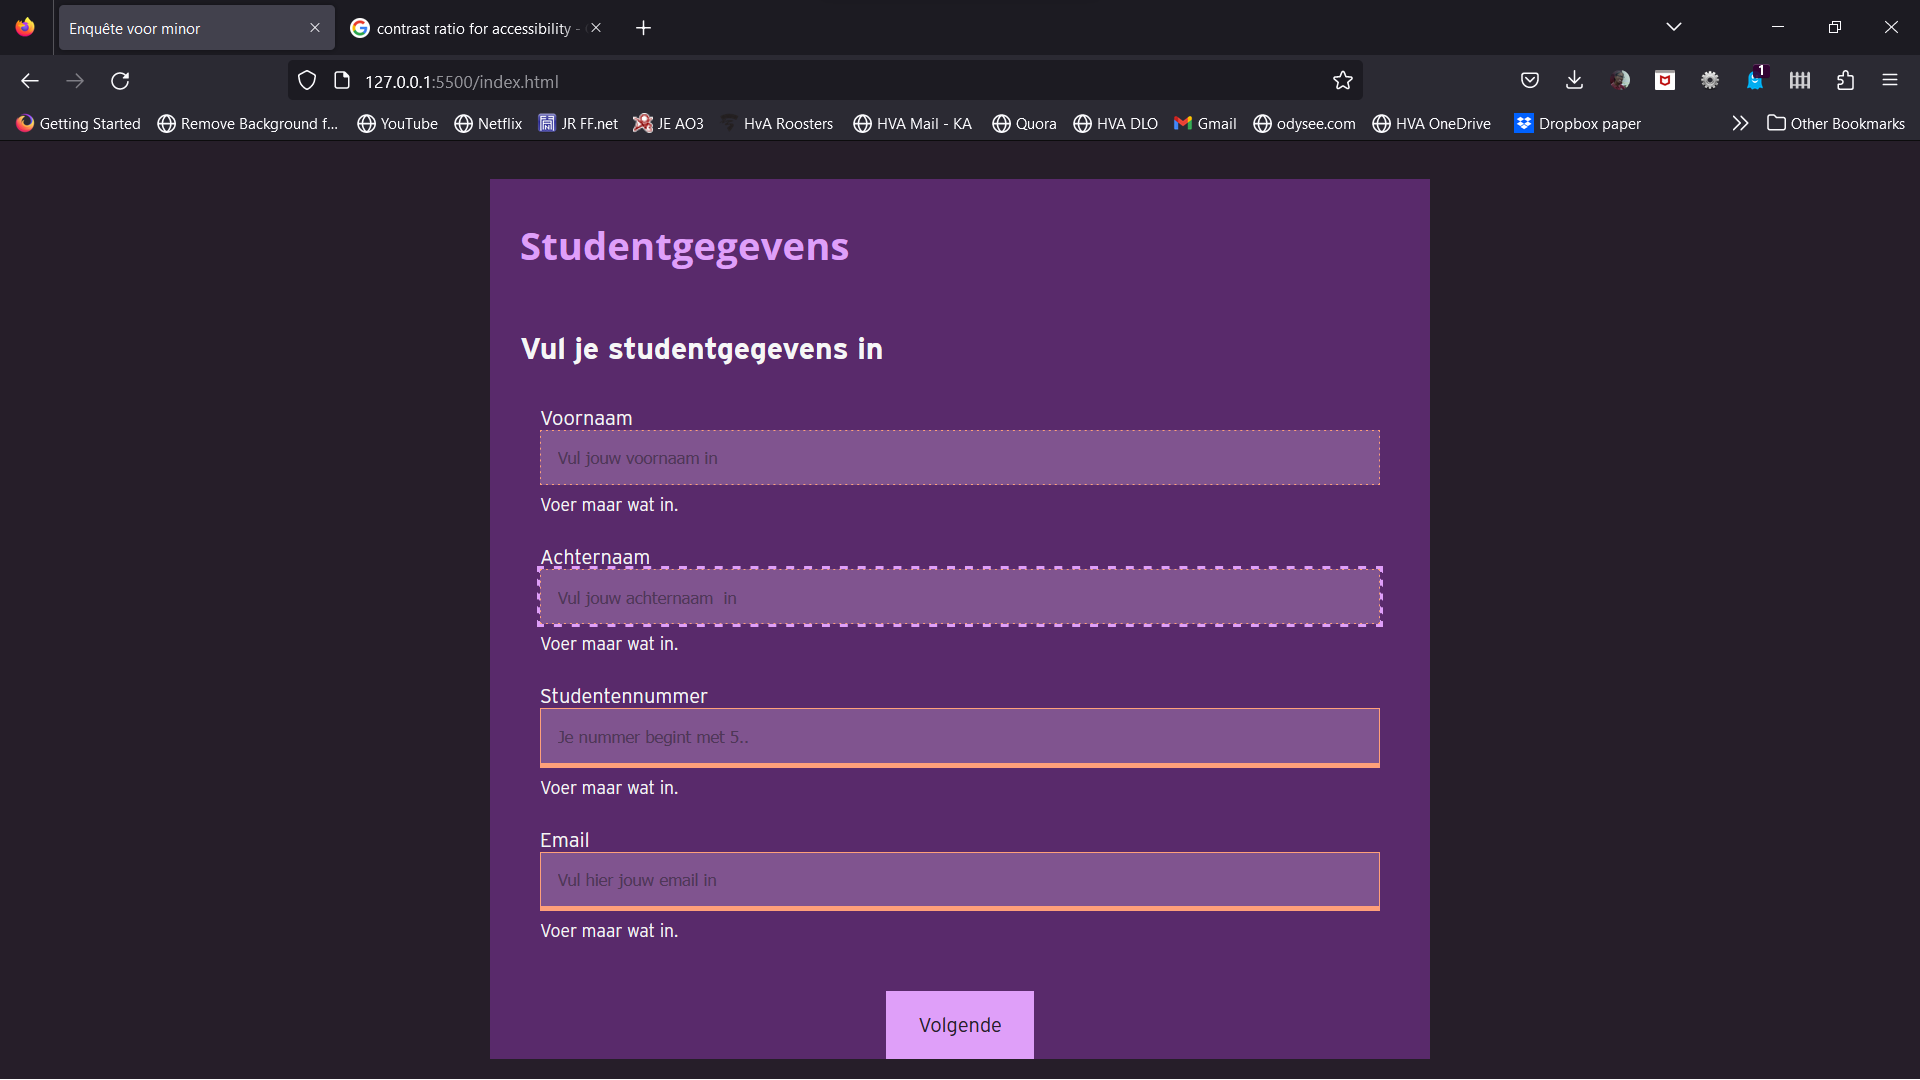 Enquête voor minor
contrast ratio for accessibility -
127.0.0.1:5500/index.html
1
Getting Started Remove Background f... YouTube Netflix JR FF.net JE AO3 HvA Roosters HVA Mail - KA Quora HVA DLO Gmail odysee.com HVA OneDrive Dropbox paper Other Bookmarks
Studentgegevens
Vul je studentgegevens in
Voornaam
Vul jouw voornaam in
Voer maar wat in.
Achternaam
Vul jouw achternaam  in
Voer maar wat in.
Studentennummer
Je nummer begint met 5..
Voer maar wat in.
Email
Vul hier jouw email in
Voer maar wat in.
Volgende